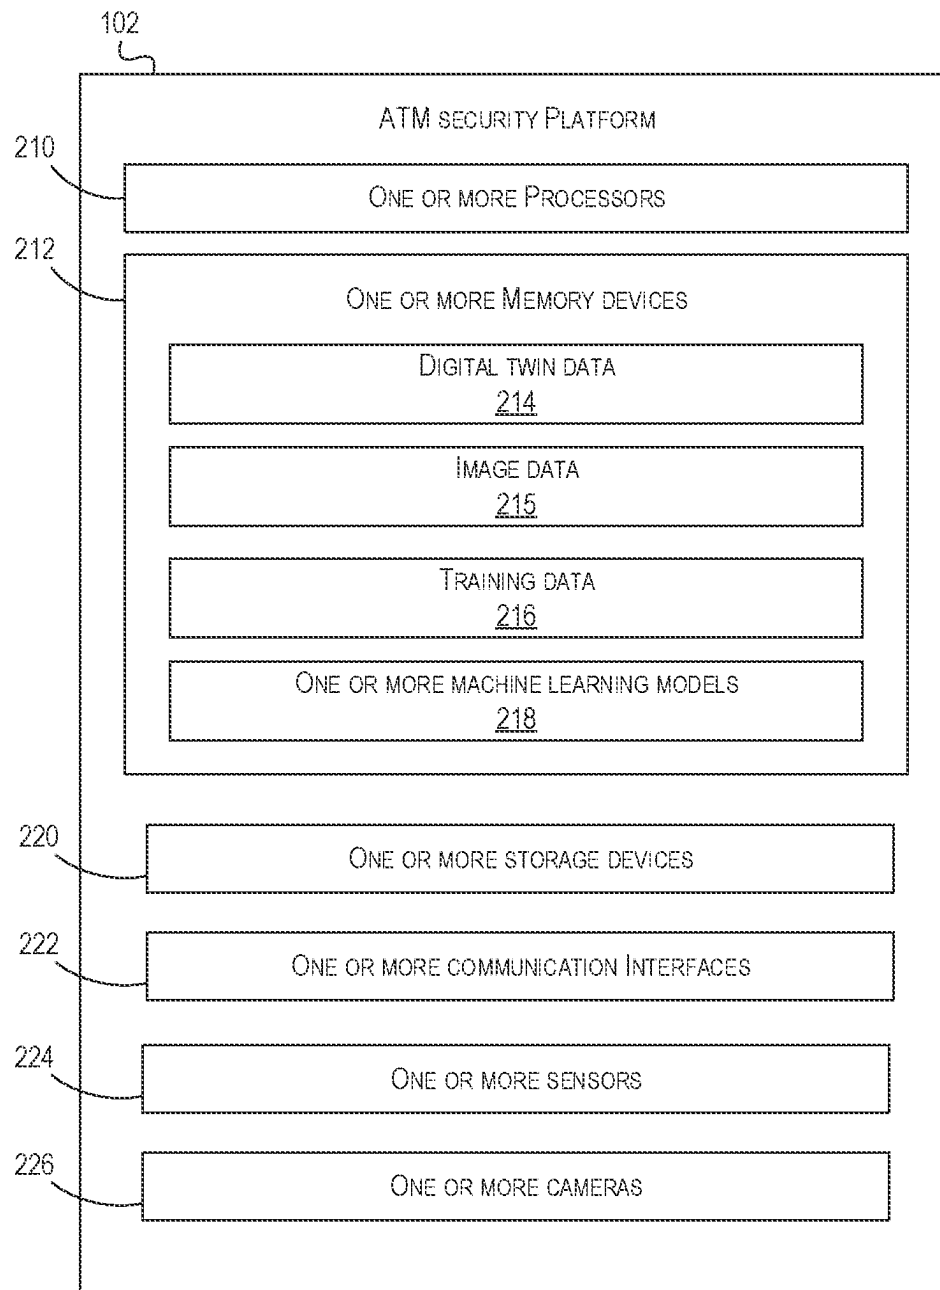 102
ATM SECURITY PLATFORM
210
ONE OR MORE PROCESSORS
212
ONE OR MORE MEMORY DEVICES
DIGITAL TWIN DATA
214
IMAGE DATA
215
TRAINING DATA
216
ONE OR MORE MACHINE LEARNING MODELS
218
220
ONE OR MORE STORAGE DEVICES
222
ONE OR MORE COMMUNICATION INTERFACES
224
ONE OR MORE SENSORS
226
ONE OR MORE CAMERAS